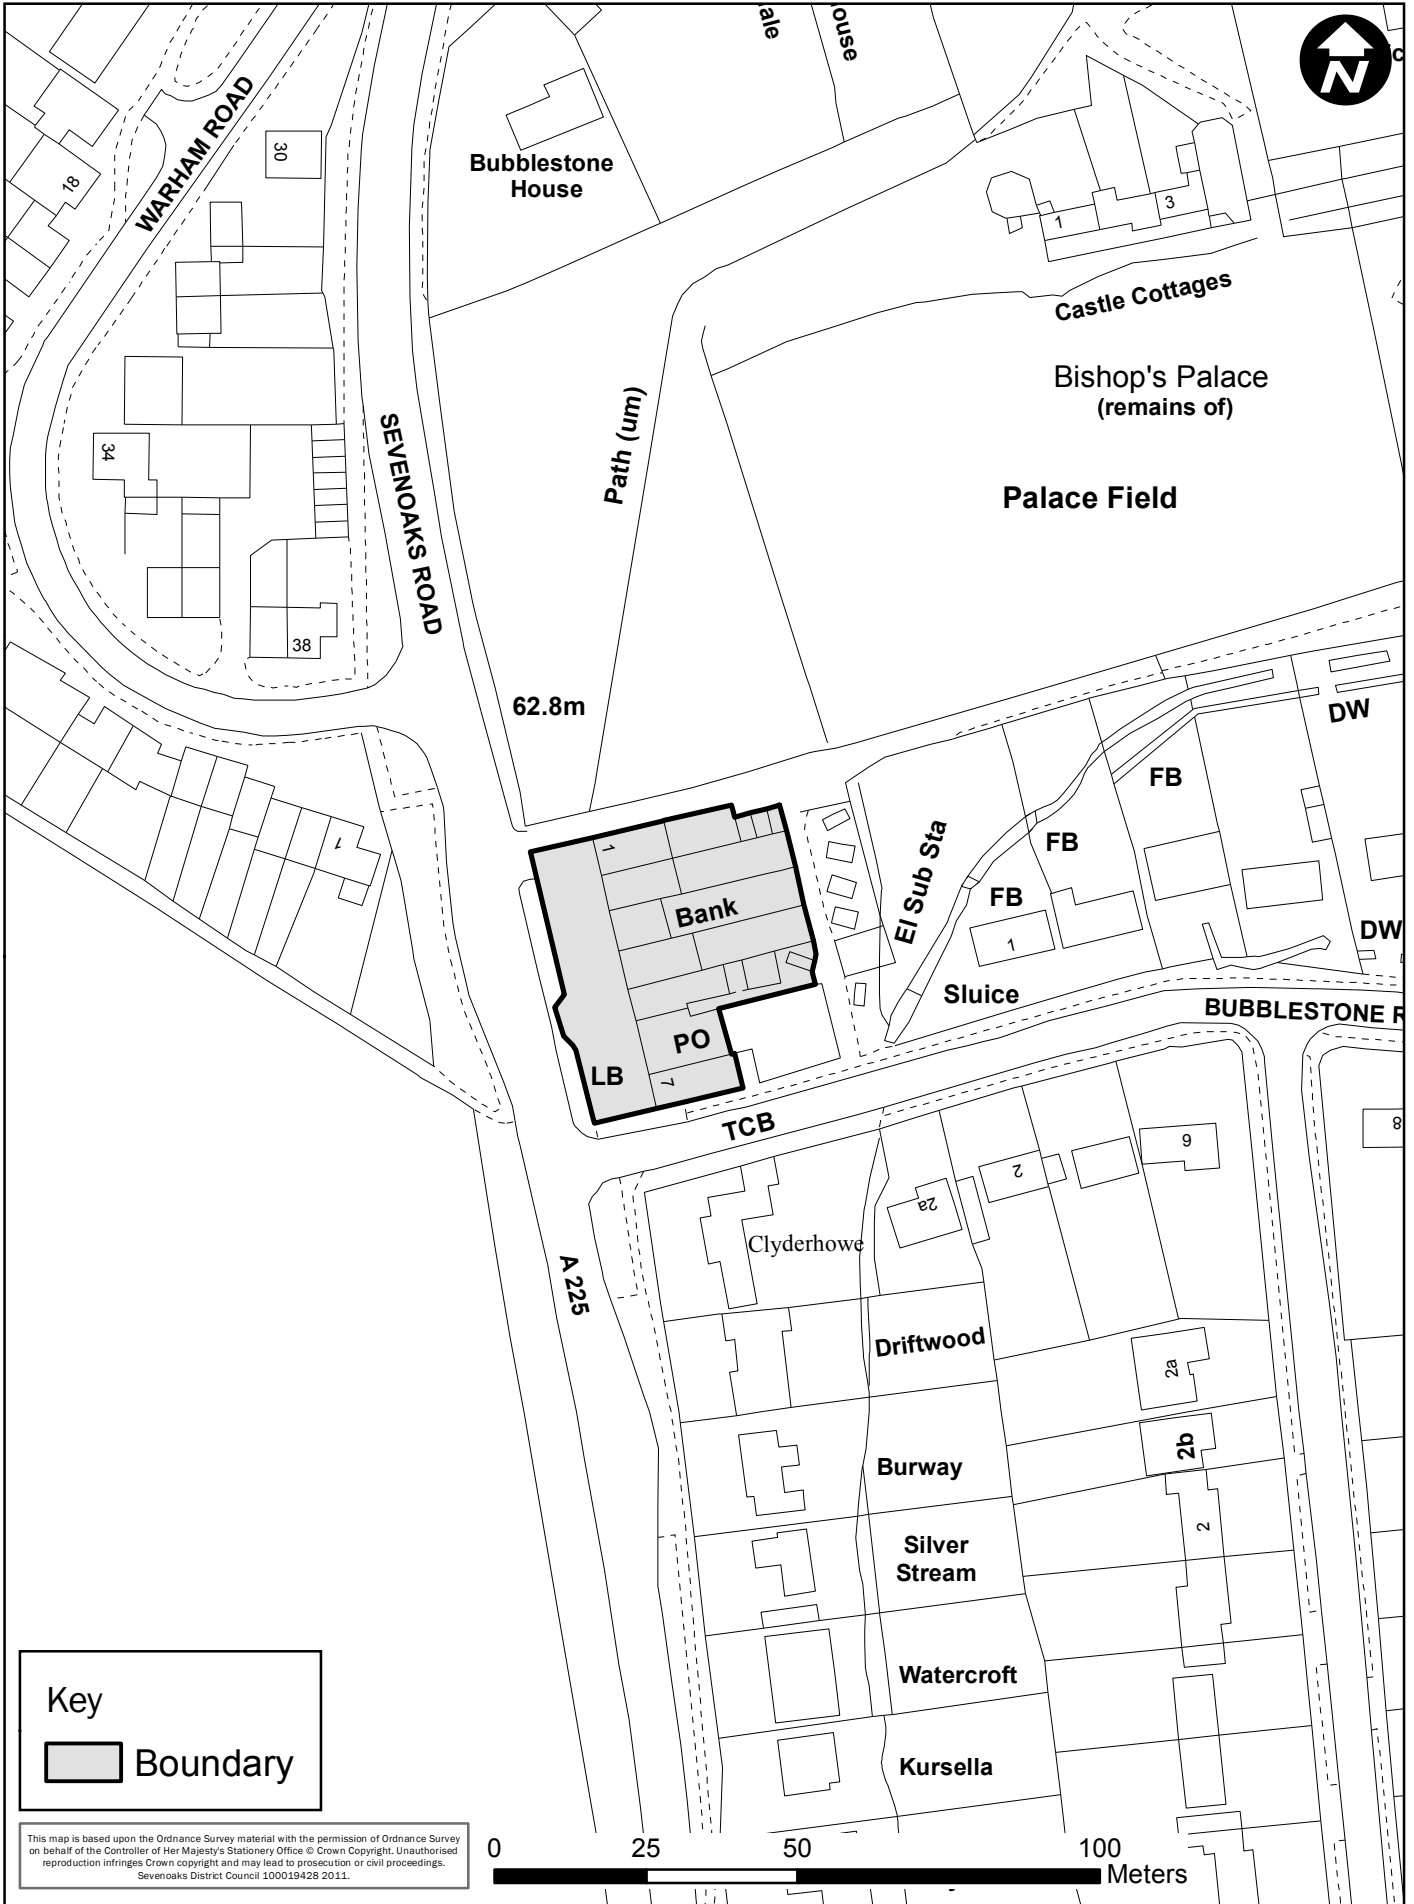 ale
ouse
N
c
WARHAM ROAD
30
18
Bubblestone
House
1
3
Castle Cottages
Bishop's Palace
(remains of)
Path (um)
Palace Field
SEVENOAKS ROAD
34
38
62.8m
DW
FB
FB
FB
El Sub Sta
1
1
1
Bank
DW
Sluice
BUBBLESTONE R
PO
LB
7
TCB
8
6
2
2a
Clyderhowe
A 225
Driftwood
2a
2b
Burway
2
Silver
Stream
Watercroft
Kursella
Key
Boundary
This map is based upon the Ordnance Survey material with the permission of Ordnance Survey
on behalf of the Controller of Her Majesty's Stationery Office © Crown Copyright. Unauthorised
reproduction infringes Crown copyright and may lead to prosecution or civil proceedings.
Sevenoaks District Council 100019428 2011.
0 25 50 100
Meters